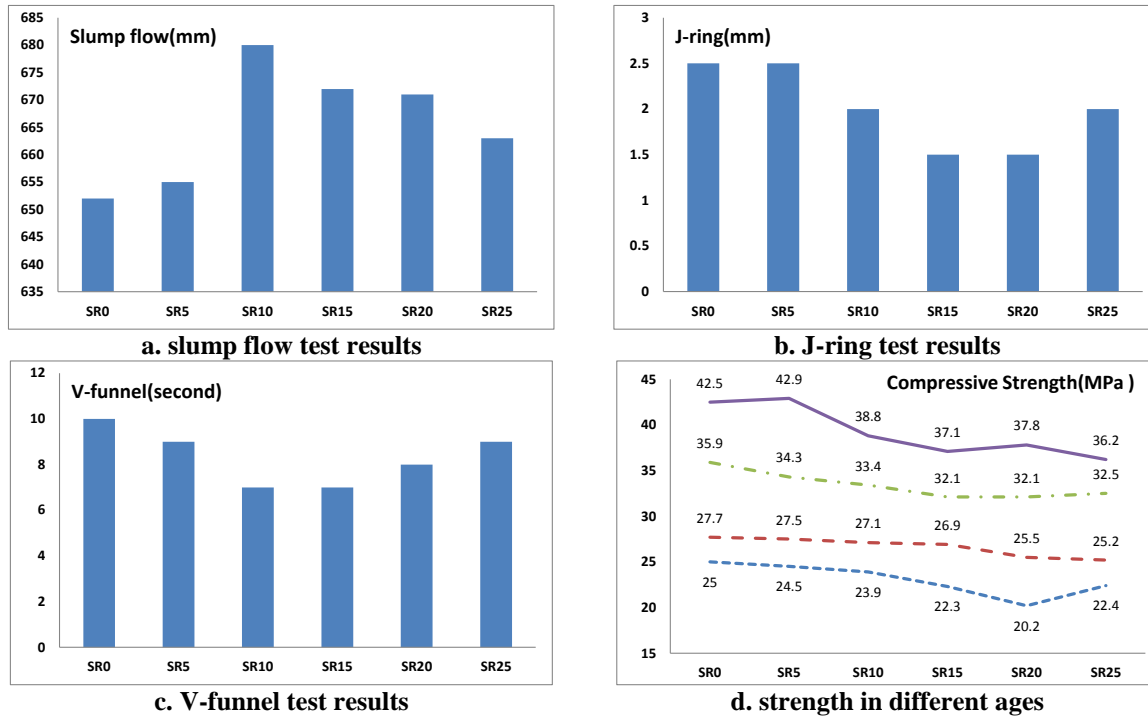 Slump flow(mm)
685
680
675
670
665
660
655
650
645
640
635
SR0 SR5 SR10 SR15 SR20 SR25
a. slump flow test results
J-ring(mm)
3
2.5
2
1.5
1
0.5
0
SR0 SR5 SR10 SR15 SR20 SR25
b. J-ring test results
V-funnel(second)
12
10
8
6
4
2
0
SR0 SR5 SR10 SR15 SR20 SR25
c. V-funnel test results
Compressive Strength(MPa )
45
40
35
30
25
20
15
42.5 42.9 38.8 37.1 37.8 36.2
35.9 34.3 33.4 32.1 32.1 32.5
27.7 27.5 27.1 26.9 25.5 25.2
25 24.5 23.9 22.3 20.2 22.4
SR0 SR5 SR10 SR15 SR20 SR25
d. strength in different ages